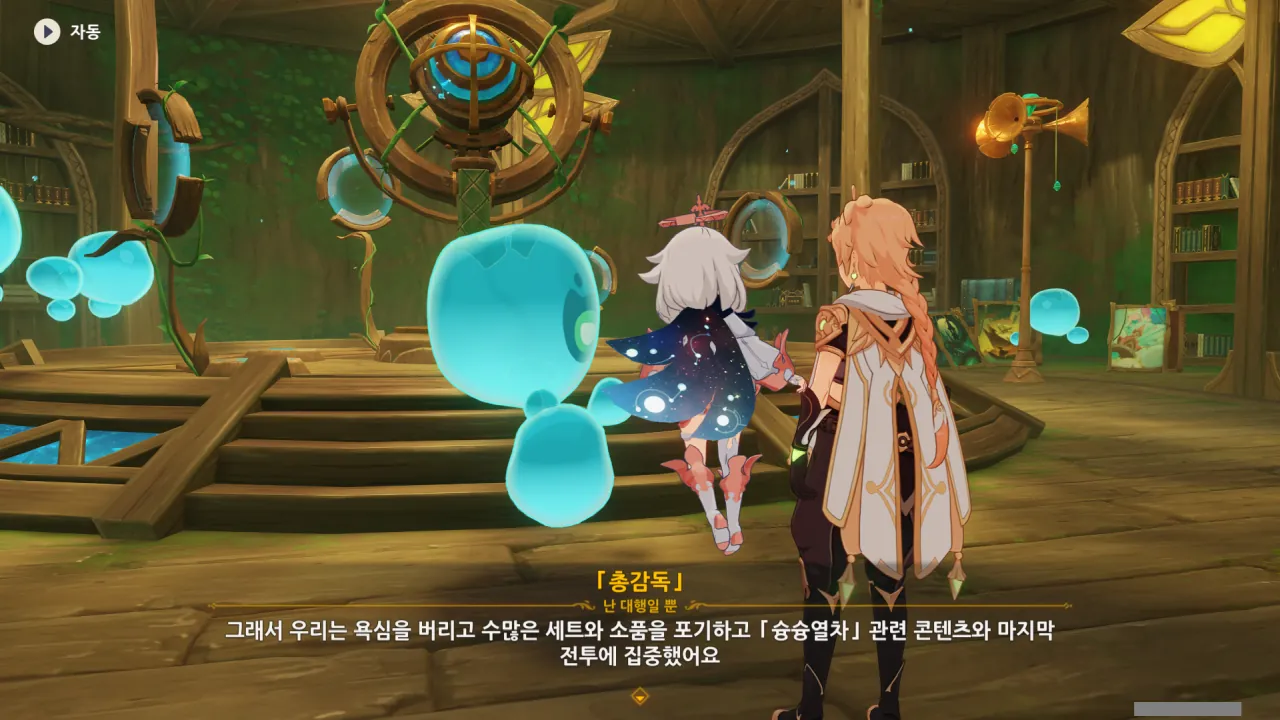 자동
「총감독」
난 대행일 뿐
그래서 우리는 욕심을 버리고 수많은 세트와 소품을 포기하고 「슝슝열차」 관련 콘텐츠와 마지막
전투에 집중했어요